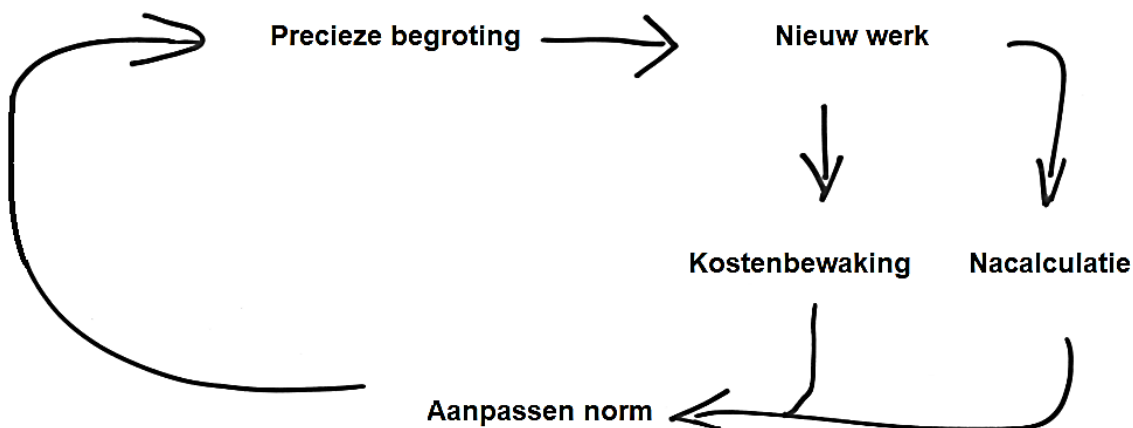 Precieze begroting
Nieuw werk
Kostenbewaking
Nacalculatie
Aanpassen norm